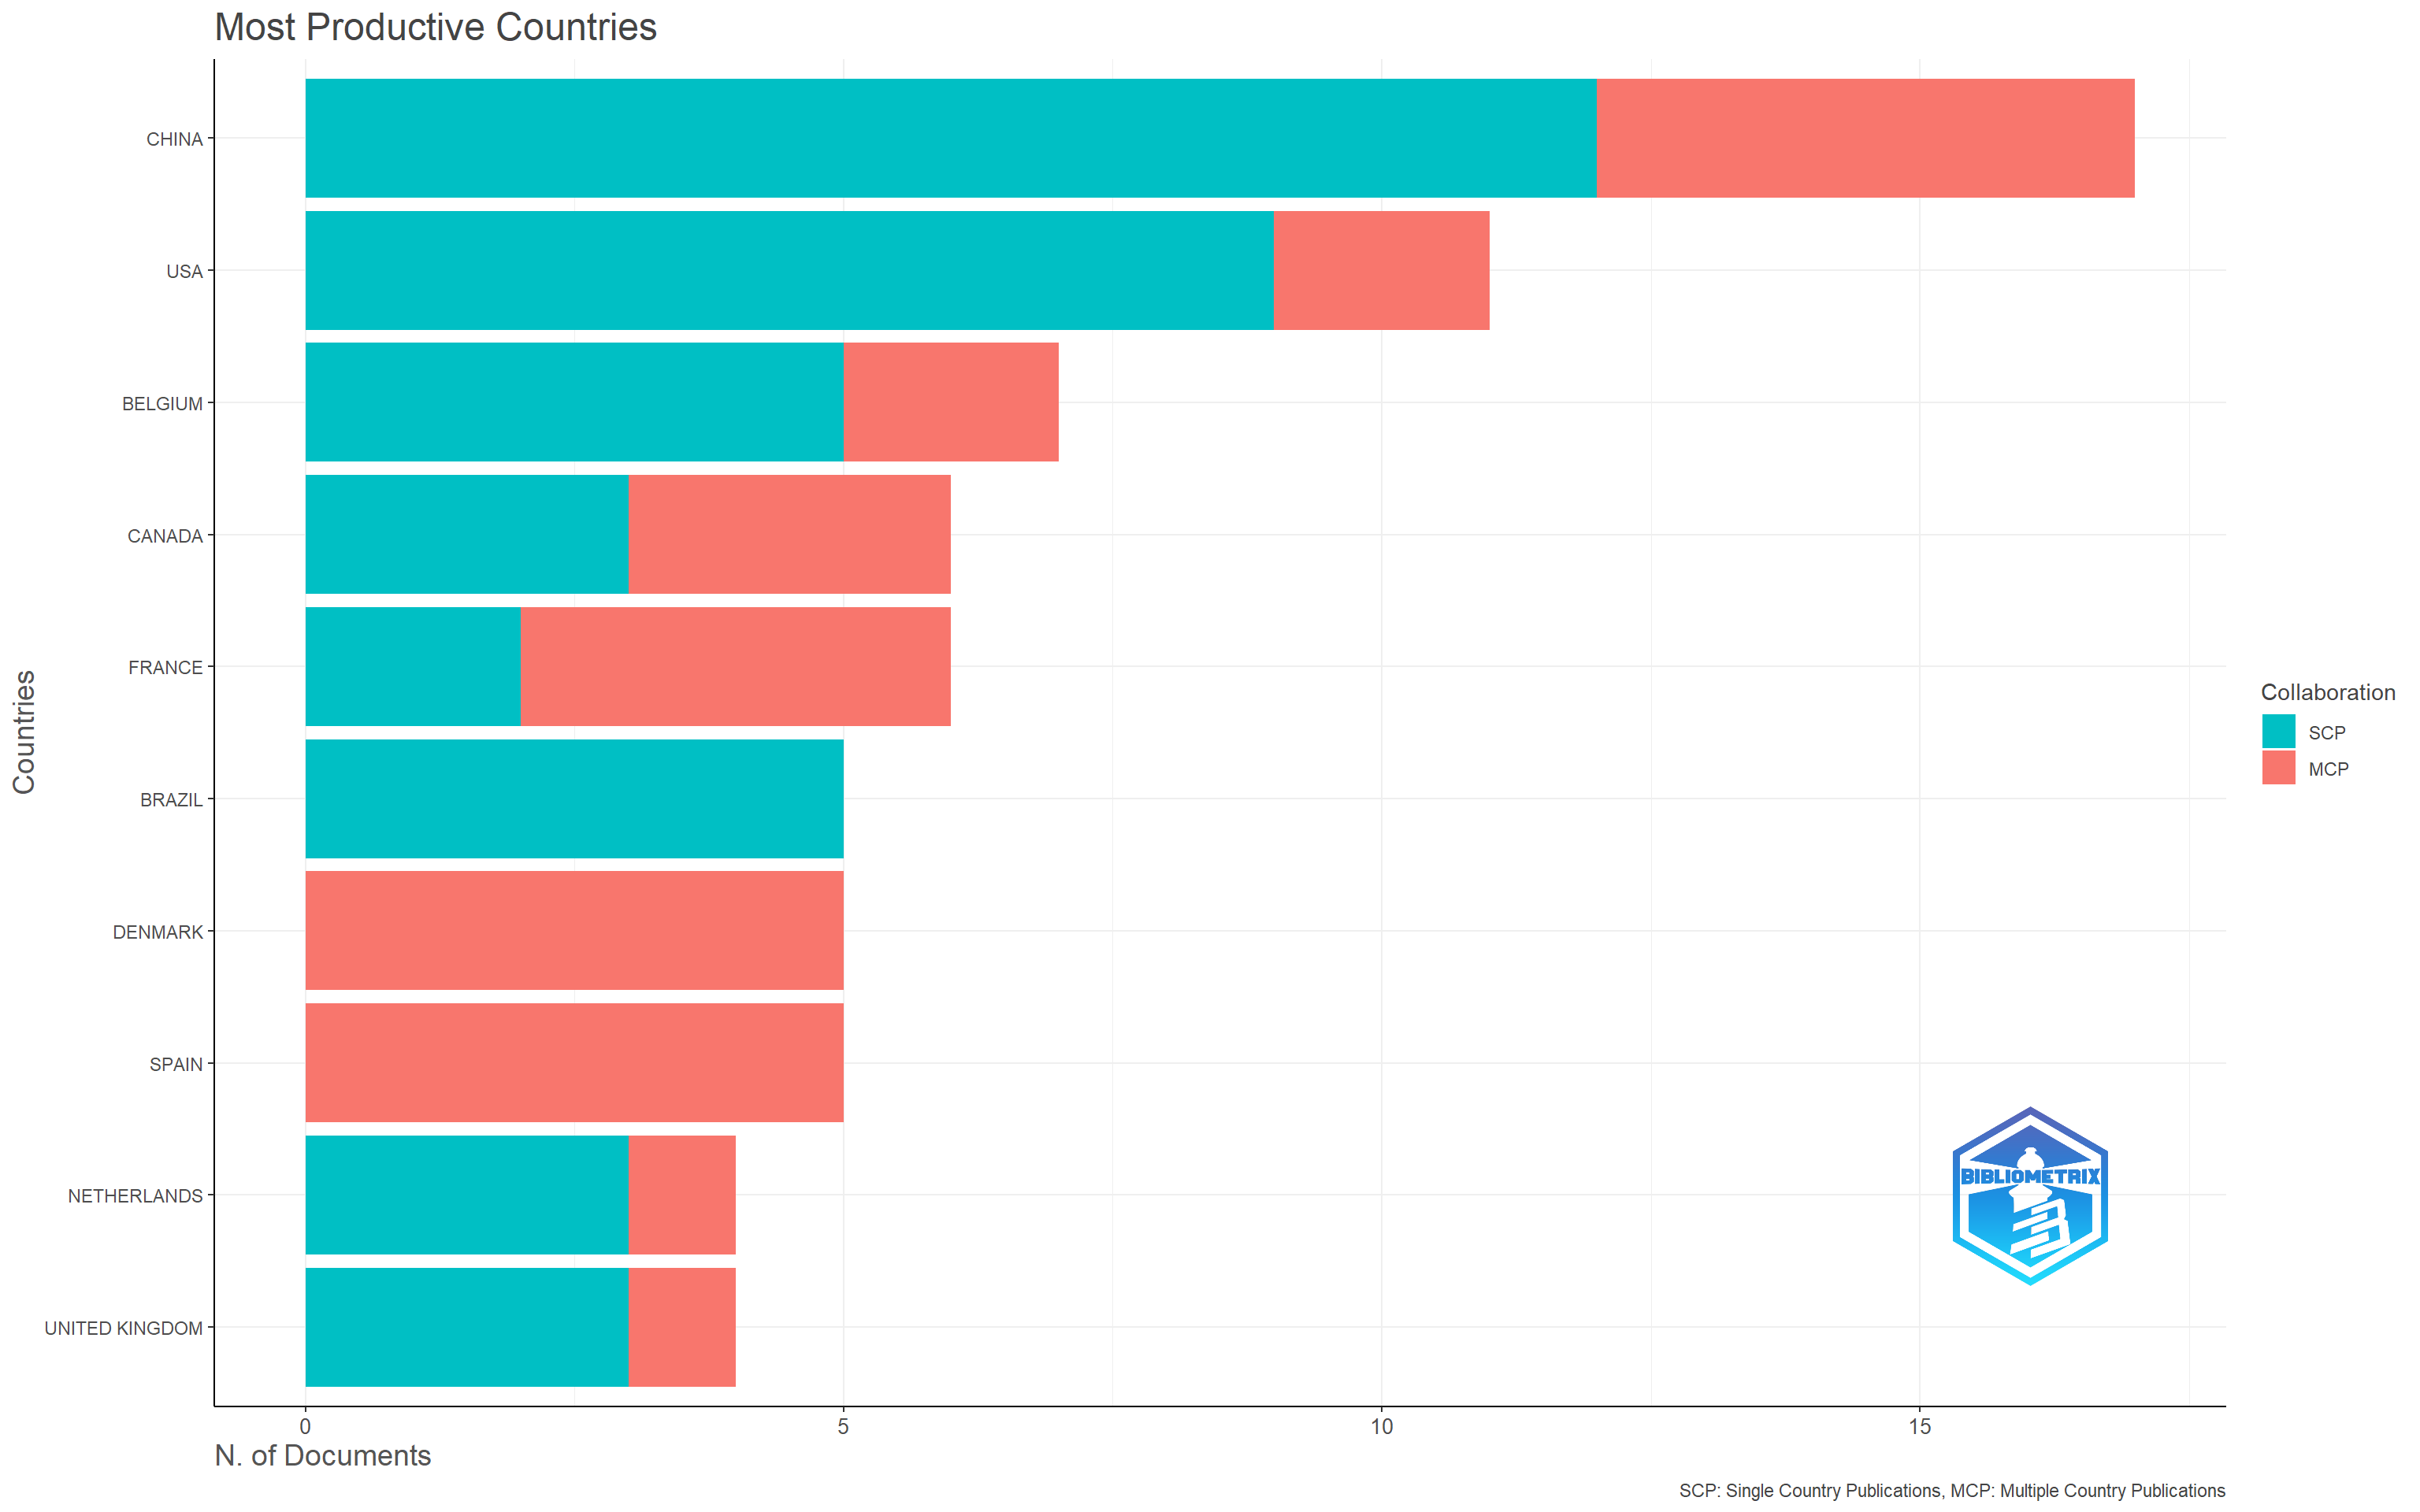 Most Productive Countries
CHINA
USA
BELGIUM
CANADA
FRANCE
BRAZIL
DENMARK
SPAIN
NETHERLANDS
UNITED KINGDOM
Countries
0 5 10 15
N. of Documents
Collaboration
SCP
MCP
BIBLIOMETRIX
SCP: Single Country Publications, MCP: Multiple Country Publications